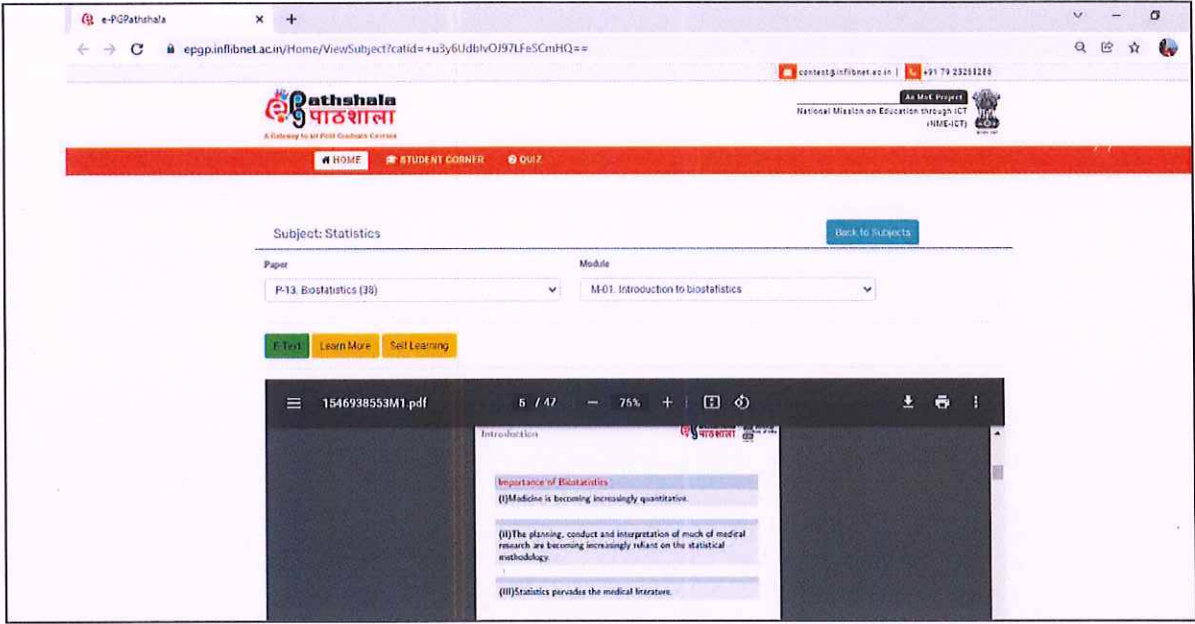 e-PGPathshala
epgp.inflibnet.ac.in/Home/ViewSubject?catid=+u3y6UdblvOJ97LFeSCmHQ==
content@inflibnet.ac.in | +91 79 23261286
ePathshala
पाठशाला
A Gateway to all Post Graduate Courses
An MoE Project
National Mission on Education through ICT
(NME-ICT)
HOME STUDENT CORNER QUIZ
Subject: Statistics
Back to Subjects
Paper Module
P-13. Biostatistics (38) M-01. Introduction to biostatistics
E-Text Learn More Self Learning
1546938553M1.pdf 5 / 47 — 75% +
Introduction पाठशाला
Importance of Biostatistics
(I)Medicine is becoming increasingly quantitative.
(II)The planning, conduct and interpretation of much of medical
research are becoming increasingly reliant on the statistical
methodology.
(III)Statistics pervades the medical literature.